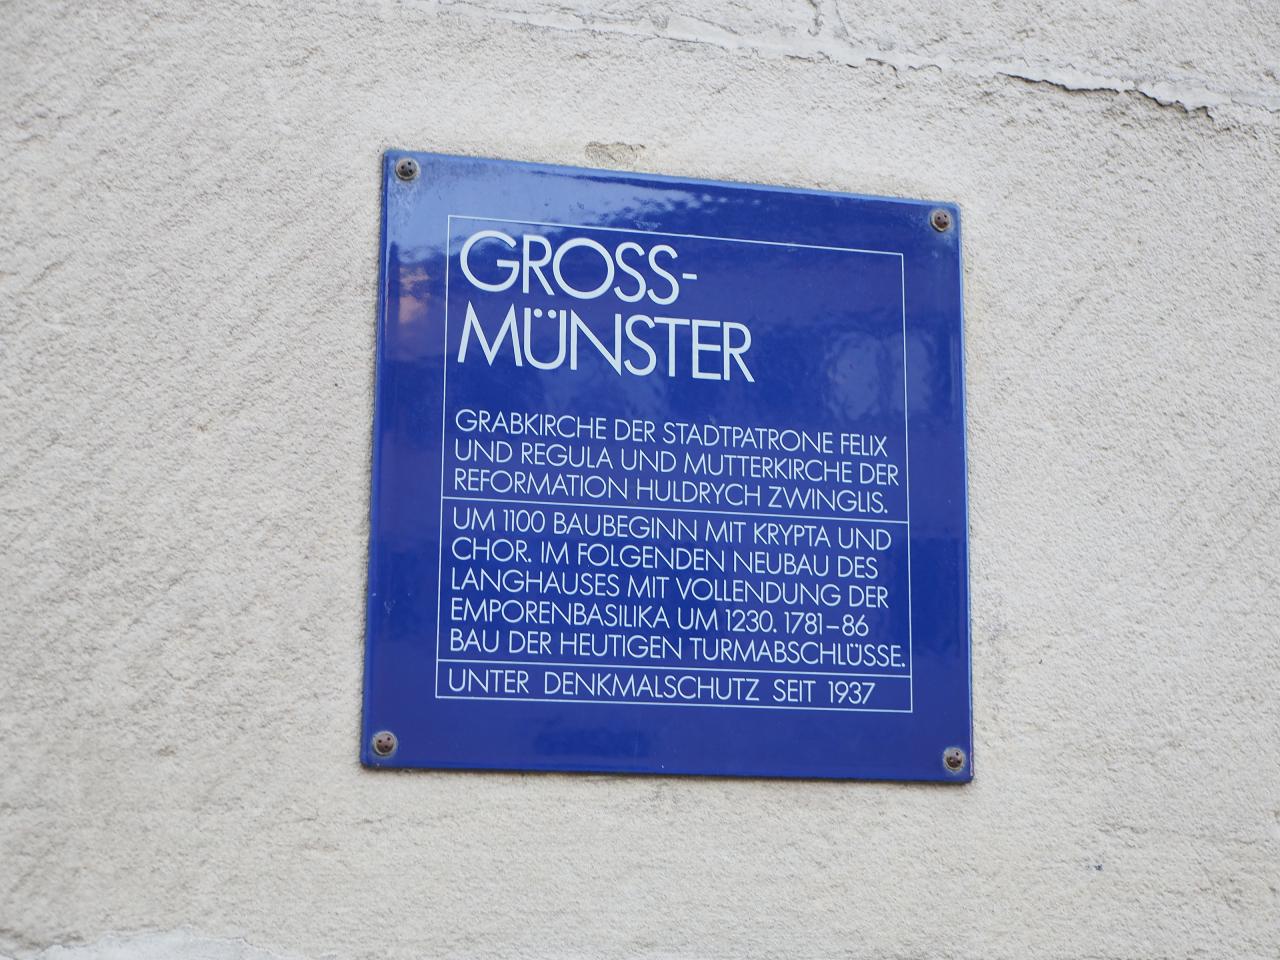 GROSS-
MÜNSTER
GRABKIRCHE DER STADTPATRONE FELIX
UND REGULA UND MUTTERKIRCHE DER
REFORMATION HULDRYCH ZWINGLIS.
UM 1100 BAUBEGINN MIT KRYPTA UND
CHOR. IM FOLGENDEN NEUBAU DES
LANGHAUSES MIT VOLLENDUNG DER
EMPORENBASILIKA UM 1230. 1781–86
BAU DER HEUTIGEN TURMABSCHLÜSSE.
UNTER DENKMALSCHUTZ SEIT 1937